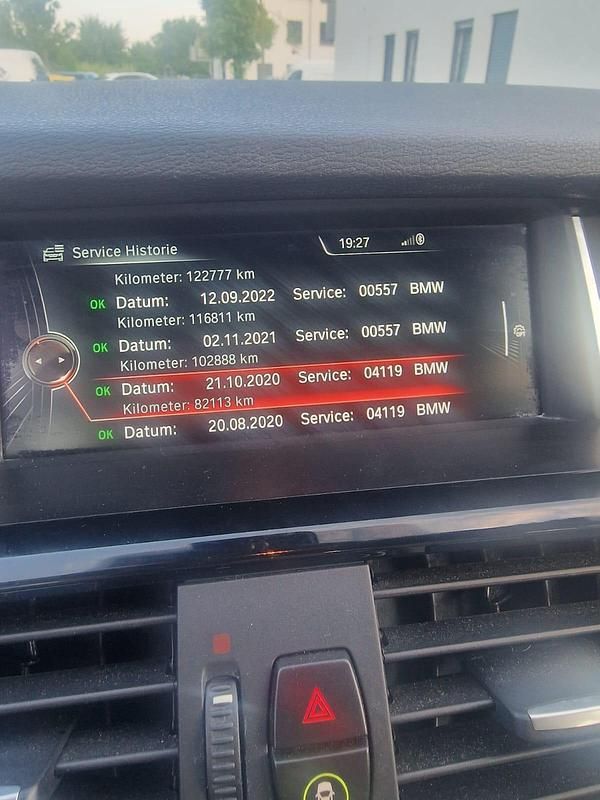 Service Historie 19:27
Kilometer: 122777 km
OK Datum: 12.09.2022 Service: 00557 BMW
Kilometer: 116811 km
OK Datum: 02.11.2021 Service: 00557 BMW
Kilometer: 102888 km
OK Datum: 21.10.2020 Service: 04119 BMW
Kilometer: 82113 km
OK Datum: 20.08.2020 Service: 04119 BMW